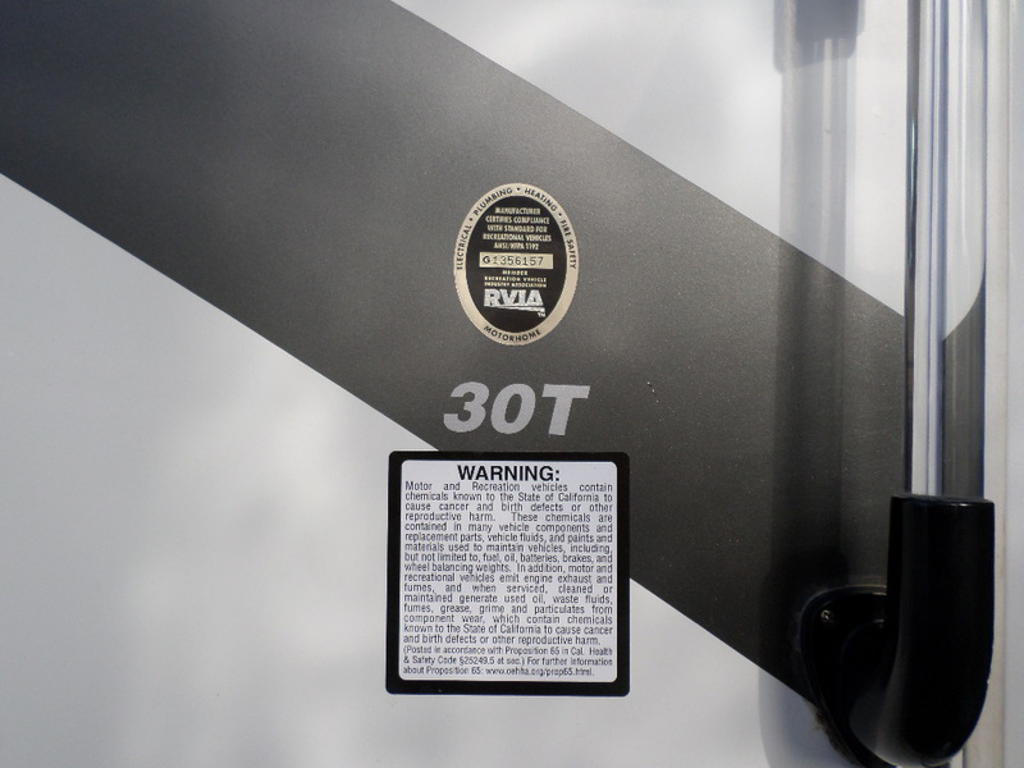 ELECTRICAL • PLUMBING • HEATING • FIRE SAFETY
MANUFACTURER
CERTIFIES COMPLIANCE
WITH STANDARD FOR
RECREATIONAL VEHICLES
ANSI/NFPA 1192
G1356157
MEMBER
RECREATION VEHICLE
INDUSTRY ASSOCIATION
RVIA
TM
MOTORHOME
30T
WARNING:
Motor and Recreation vehicles contain
chemicals known to the State of California to
cause cancer and birth defects or other
reproductive harm. These chemicals are
contained in many vehicle components and
replacement parts, vehicle fluids, and paints and
materials used to maintain vehicles, including,
but not limited to, fuel, oil, batteries, brakes, and
wheel balancing weights. In addition, motor and
recreational vehicles emit engine exhaust and
fumes, and when serviced, cleaned or
maintained generate used oil, waste fluids,
fumes, grease, grime and particulates from
component wear, which contain chemicals
known to the State of California to cause cancer
and birth defects or other reproductive harm.
(Posted in accordance with Proposition 65 in Cal. Health
& Safety Code §25249.5 at sec.) For further information
about Proposition 65: www.oehha.org/prop65.html.